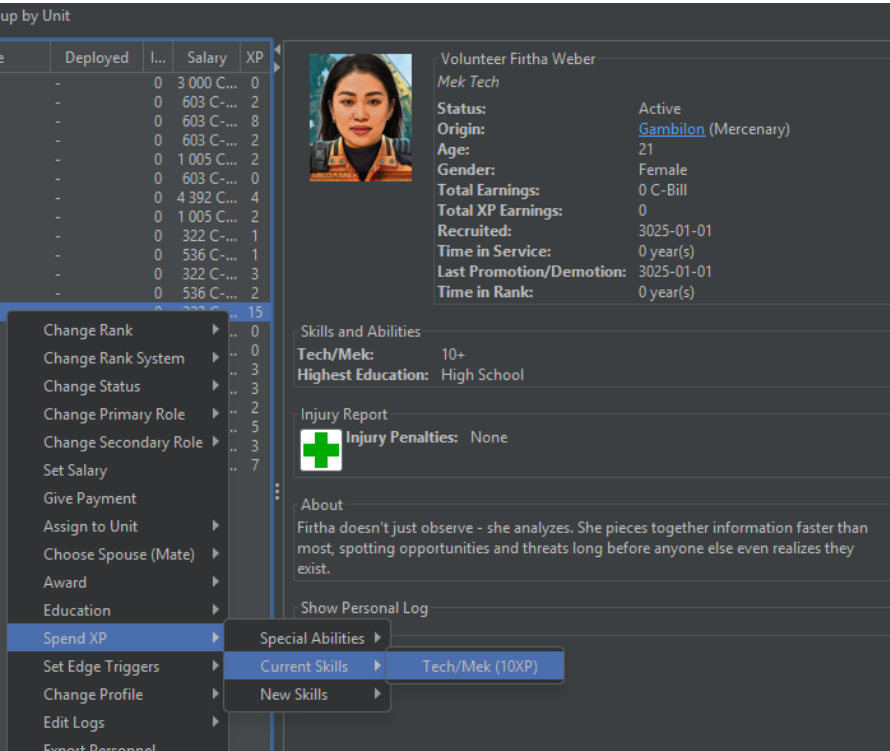 up by Unit
e Deployed I... Salary XP
- 0 3 000 C... 0
- 0 603 C-... 2
- 0 603 C-... 8
- 0 603 C-... 2
- 0 1 005 C... 2
- 0 603 C-... 0
- 0 4 392 C... 4
- 0 1 005 C... 2
- 0 322 C-... 1
- 0 536 C-... 1
- 0 322 C-... 3
- 0 536 C-... 2
.. 15
.. 0
.. 0
.. 3
.. 3
.. 2
.. 5
.. 3
.. 7
Change Rank
Change Rank System
Change Status
Change Primary Role
Change Secondary Role
Set Salary
Give Payment
Assign to Unit
Choose Spouse (Mate)
Award
Education
Spend XP
Set Edge Triggers
Change Profile
Edit Logs
Export Personnel
Special Abilities
Current Skills
New Skills
Tech/Mek (10XP)
Volunteer Firtha Weber
Mek Tech
Status: Active
Origin: Gambilon (Mercenary)
Age: 21
Gender: Female
Total Earnings: 0 C-Bill
Total XP Earnings: 0
Recruited: 3025-01-01
Time in Service: 0 year(s)
Last Promotion/Demotion: 3025-01-01
Time in Rank: 0 year(s)
Skills and Abilities
Tech/Mek: 10+
Highest Education: High School
Injury Report
Injury Penalties: None
About
Firtha doesn't just observe - she analyzes. She pieces together information faster than
most, spotting opportunities and threats long before anyone else even realizes they
exist.
Show Personal Log